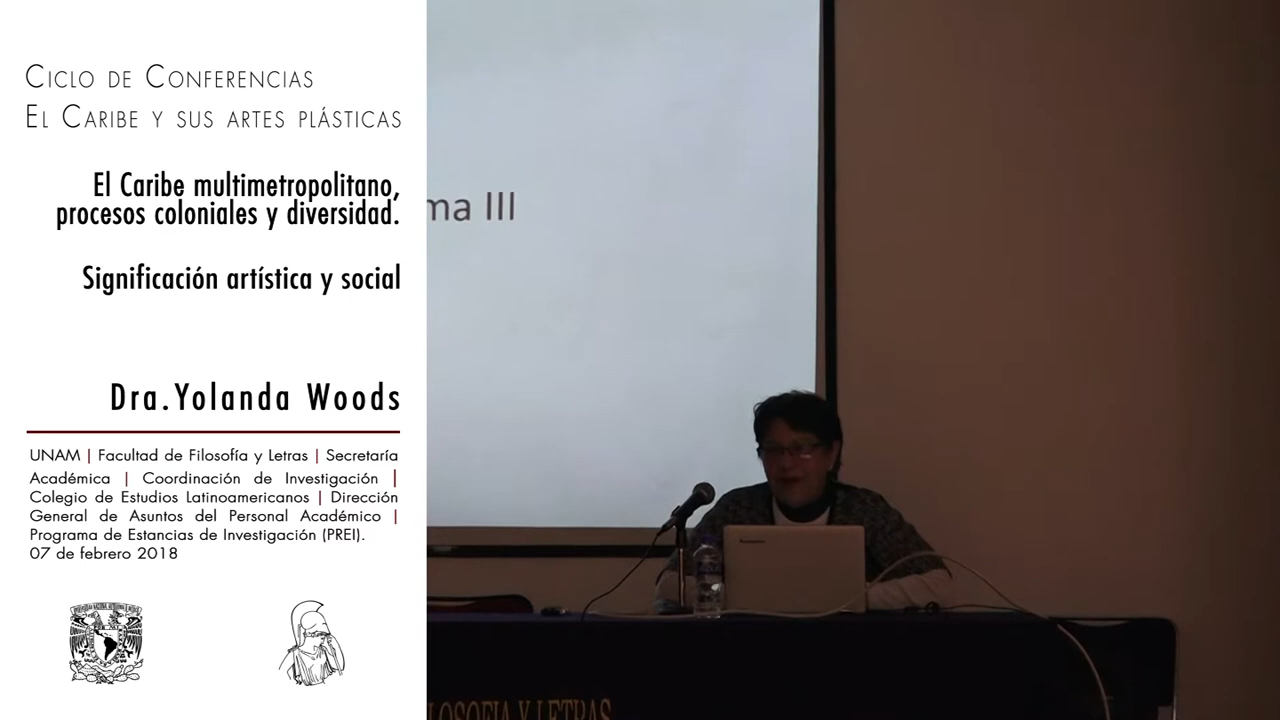 Ciclo de Conferencias
El Caribe y sus artes plásticas
El Caribe multimetropolitano,
procesos coloniales y diversidad.
Significación artística y social
Dra.Yolanda Woods
UNAM | Facultad de Filosofía y Letras | Secretaría
Académica | Coordinación de Investigación |
Colegio de Estudios Latinoamericanos | Dirección
General de Asuntos del Personal Académico |
Programa de Estancias de Investigación (PREI).
07 de febrero 2018
ma III
LOSOFIA Y LETRAS